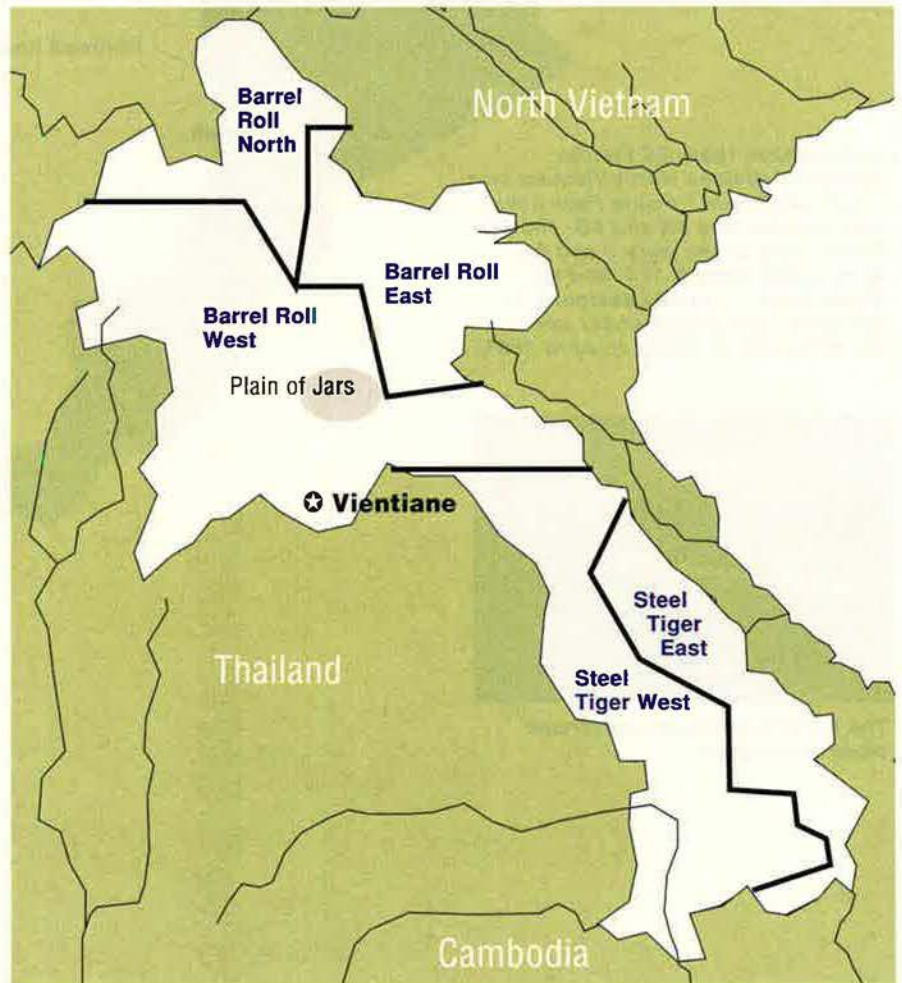 Barrel
Roll
North
North Vietnam
Barrel Roll
East
Barrel Roll
West
Plain of Jars
Vientiane
Steel
Tiger
East
Thailand
Steel
Tiger West
Cambodia